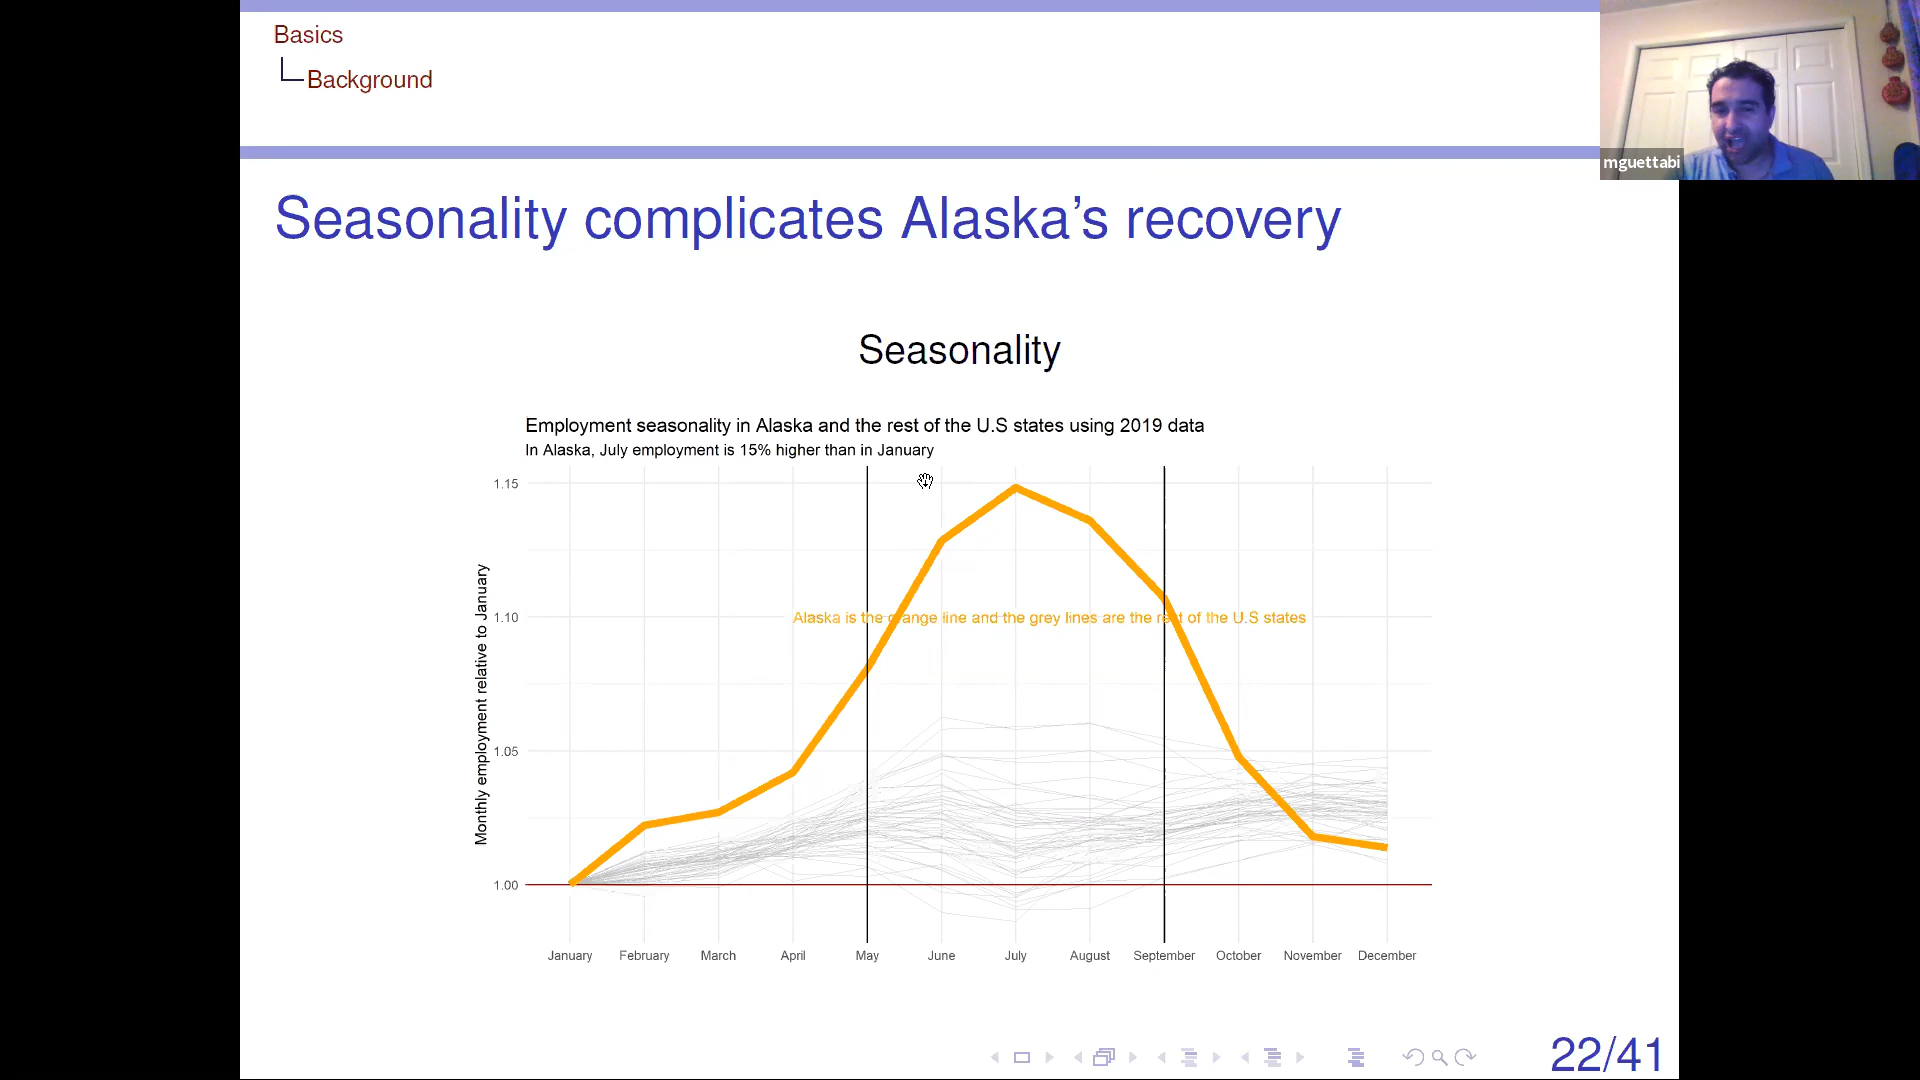 Basics
Background
mguettabi
Seasonality complicates Alaska's recovery
Seasonality
Employment seasonality in Alaska and the rest of the U.S states using 2019 data
In Alaska, July employment is 15% higher than in January
Monthly employment relative to January
1.15
1.10
1.05
1.00
Alaska is the orange line and the grey lines are the rest of the U.S states
January February March April May June July August September October November December
22/41